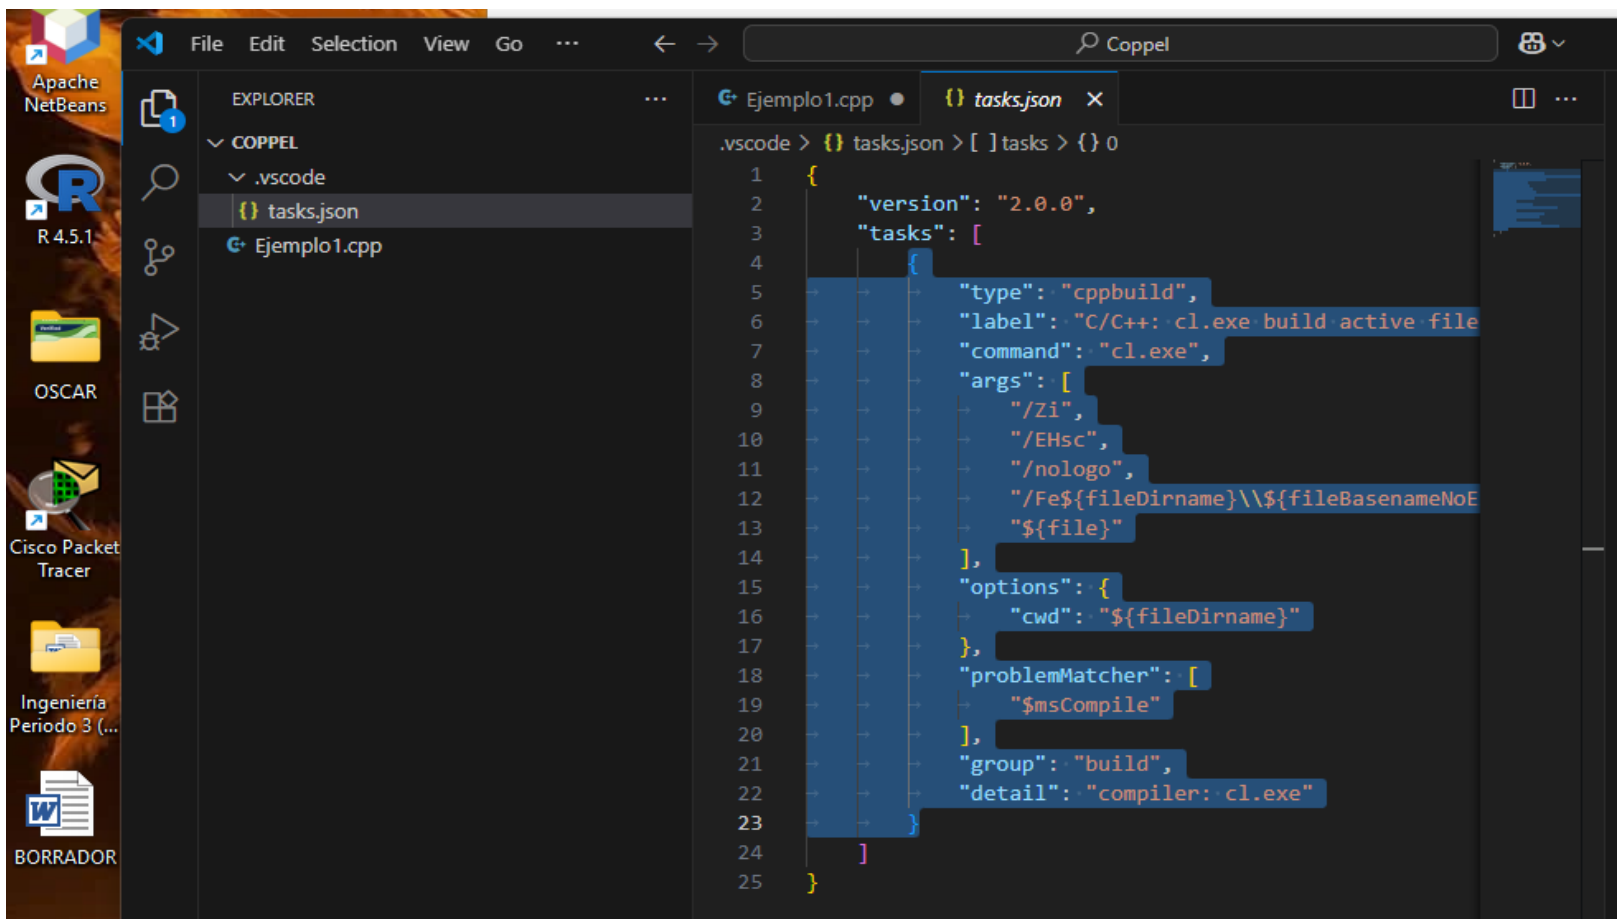 Apache
NetBeans
R 4.5.1
OSCAR
Cisco Packet
Tracer
Ingeniería
Periodo 3 (...
BORRADOR
File Edit Selection View Go ··· Coppel
EXPLORER ···
1
COPPEL
.vscode
{} tasks.json
Ejemplo1.cpp
Ejemplo1.cpp ● {} tasks.json ×
.vscode > {} tasks.json > [ ] tasks > {} 0
1 {
2 "version": "2.0.0",
3 "tasks": [
4 {
5 "type": "cppbuild",
6 "label": "C/C++: cl.exe build active file
7 "command": "cl.exe",
8 "args": [
9 "/Zi",
10 "/EHsc",
11 "/nologo",
12 "/Fe${fileDirname}\\${fileBasenameNoE
13 "${file}"
14 ],
15 "options": {
16 "cwd": "${fileDirname}"
17 },
18 "problemMatcher": [
19 "$msCompile"
20 ],
21 "group": "build",
22 "detail": "compiler: cl.exe"
23 }
24 ]
25 }